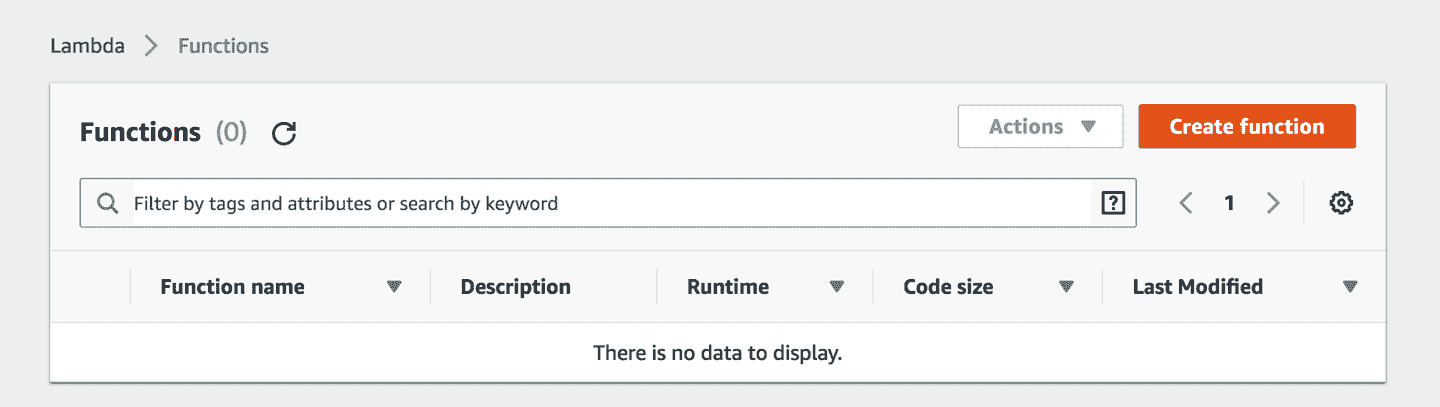 Lambda > Functions
Functions (0)
Actions
Create function
Filter by tags and attributes or search by keyword
?
1
Function name
Description
Runtime
Code size
Last Modified
There is no data to display.